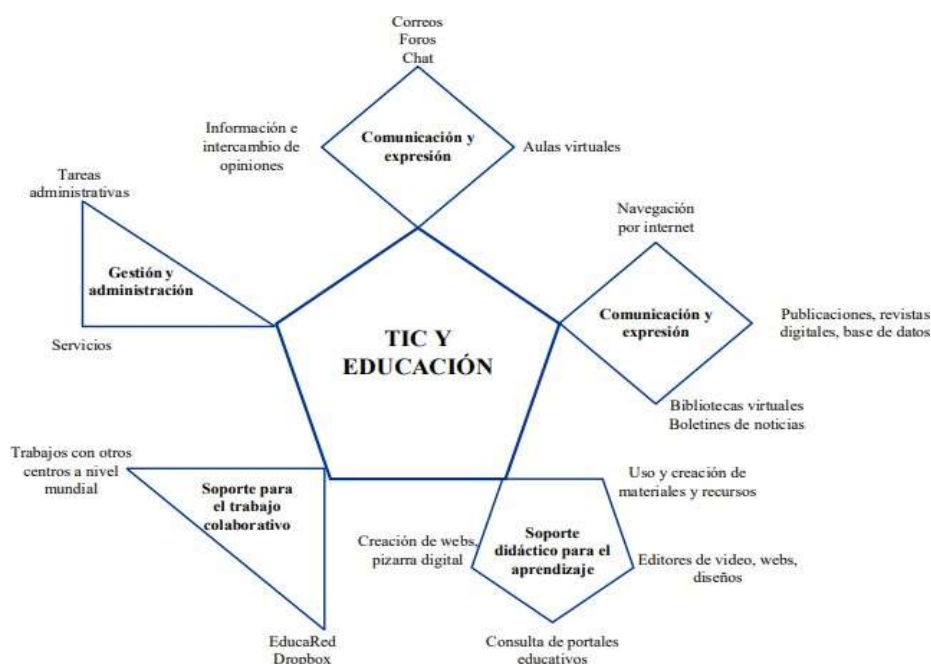 Correos
Foros
Chat
Información e
intercambio de
opiniones
Comunicación y
expresión
Aulas virtuales
Tareas
administrativas
Gestión y
administración
Servicios
Navegación
por internet
Comunicación y
expresión
Publicaciones, revistas
digitales, base de datos
Bibliotecas virtuales
Boletines de noticias
TIC Y
EDUCACIÓN
Trabajos con otros
centros a nivel
mundial
Soporte para
el trabajo
colaborativo
EducaRed
Dropbox
Uso y creación de
materiales y recursos
Creación de webs,
pizarra digital
Soporte
didáctico para el
aprendizaje
Editores de video, webs,
diseños
Consulta de portales
educativos